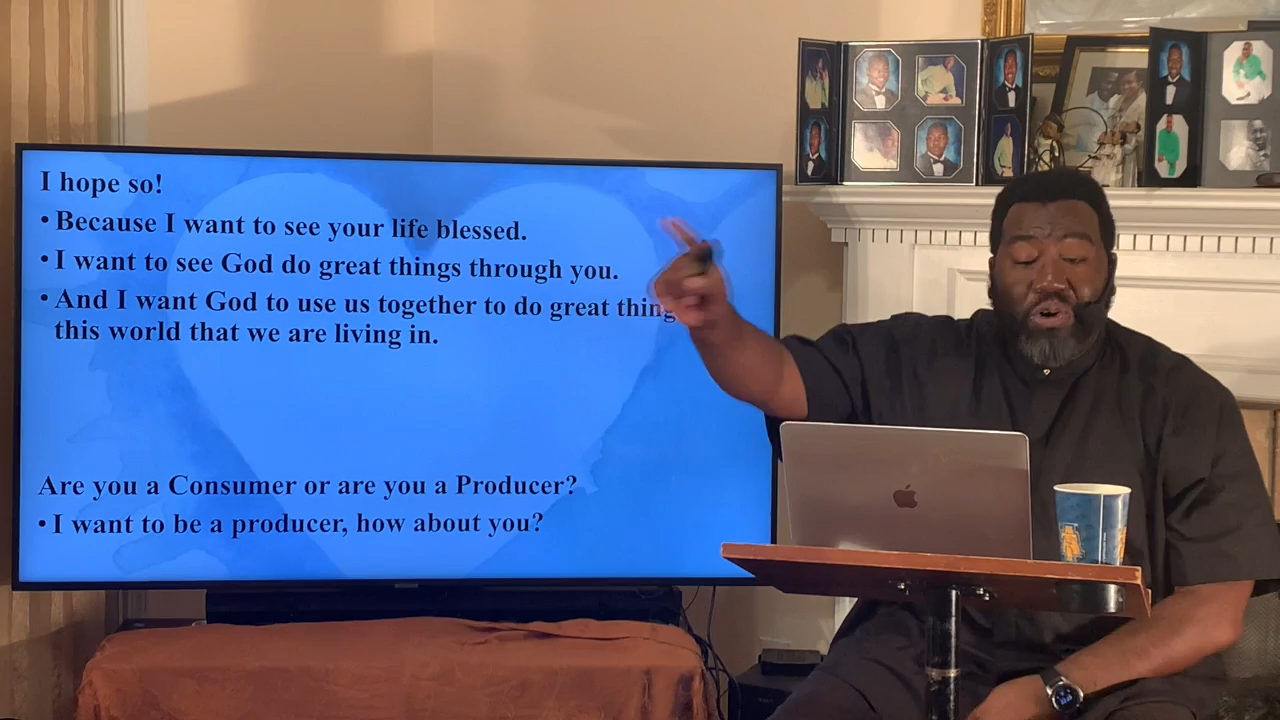 I hope so!
• Because I want to see your life blessed.
• I want to see God do great things through you.
• And I want God to use us together to do great
this world that we are living in.
Are you a Consumer or are you a Producer?
• I want to be a producer, how about you?